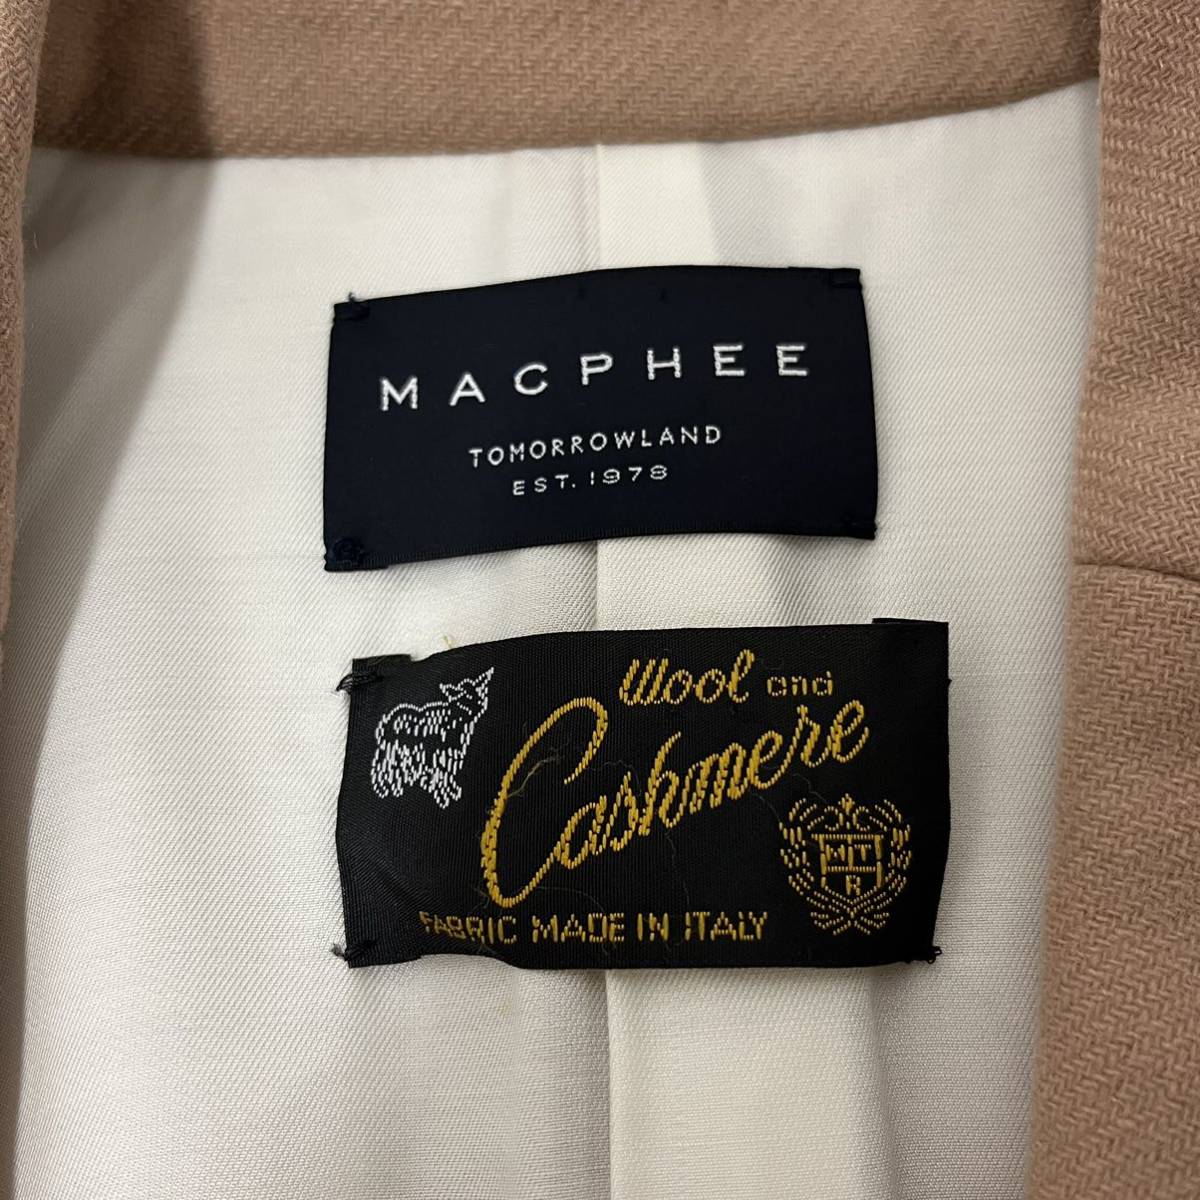 MACPHEE
TOMORROWLAND
EST. 1978
Wool and
Cashmere
FABRIC MADE IN ITALY